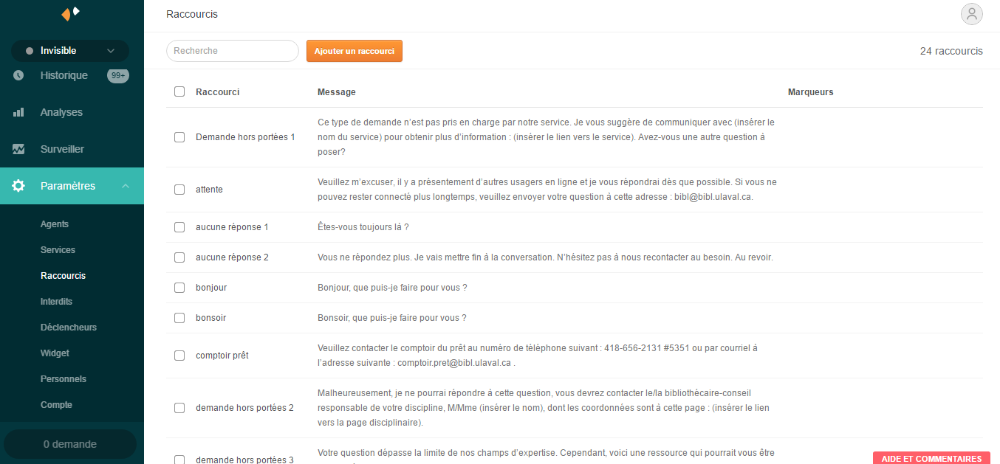 Invisible
Historique 99+
Analyses
Surveiller
Paramètres
Agents
Services
Raccourcis
Interdits
Déclencheurs
Widget
Personnels
Compte
0 demande
Raccourcis
Recherche
Ajouter un raccourci
24 raccourcis
Raccourci Message Marqueurs
Demande hors portées 1
Ce type de demande n’est pas pris en charge par notre service. Je vous suggère de communiquer avec (insérer le
nom du service) pour obtenir plus d’information : (insérer le lien vers le service). Avez-vous une autre question à
poser?
attente
Veuillez m’excuser, il y a présentement d’autres usagers en ligne et je vous répondrai dès que possible. Si vous ne
pouvez rester connecté plus longtemps, veuillez envoyer votre question à cette adresse : bibl@bibl.ulaval.ca.
aucune réponse 1
Êtes-vous toujours là ?
aucune réponse 2
Vous ne répondez plus. Je vais mettre fin à la conversation. N’hésitez pas à nous recontacter au besoin. Au revoir.
bonjour
Bonjour, que puis-je faire pour vous ?
bonsoir
Bonsoir, que puis-je faire pour vous ?
comptoir prêt
Veuillez contacter le comptoir du prêt au numéro de téléphone suivant : 418-656-2131 #5351 ou par courriel à
l’adresse suivante : comptoir.pret@bibl.ulaval.ca .
demande hors portées 2
Malheureusement, je ne pourrai répondre à cette question, vous devrez contacter le/la bibliothécaire-conseil
responsable de votre discipline, M/Mme (insérer le nom), dont les coordonnées sont à cette page : (insérer le lien
vers la page disciplinaire).
demande hors portées 3
Votre question dépasse la limite de nos champs d’expertise. Cependant, voici une ressource qui pourrait vous être
AIDE ET COMMENTAIRES